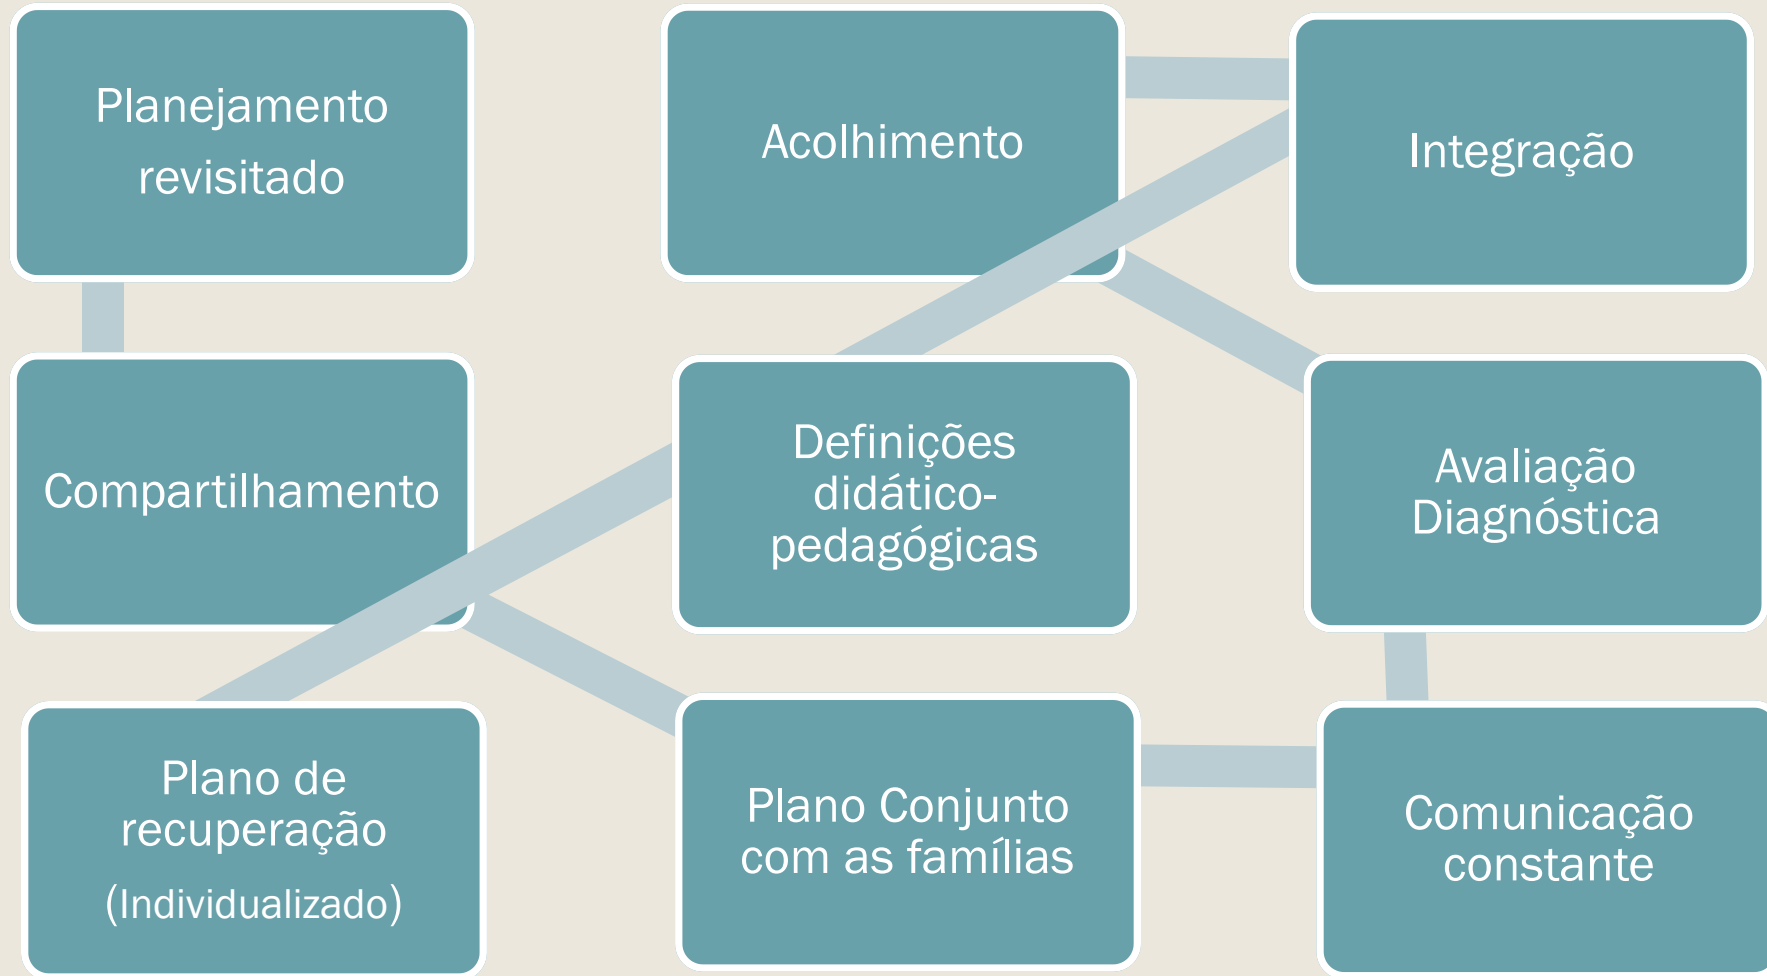 Planejamento
revisitado
Acolhimento
Integração
Compartilhamento
Definições
didático-
pedagógicas
Avaliação
Diagnóstica
Plano de
recuperação
(Individualizado)
Plano Conjunto
com as famílias
Comunicação
constante